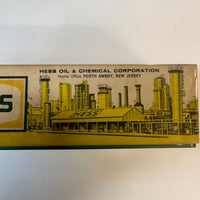 HESS OIL & CHEMICAL CORPORATION
Home Office PERTH AMBOY, NEW JERSEY
HESS